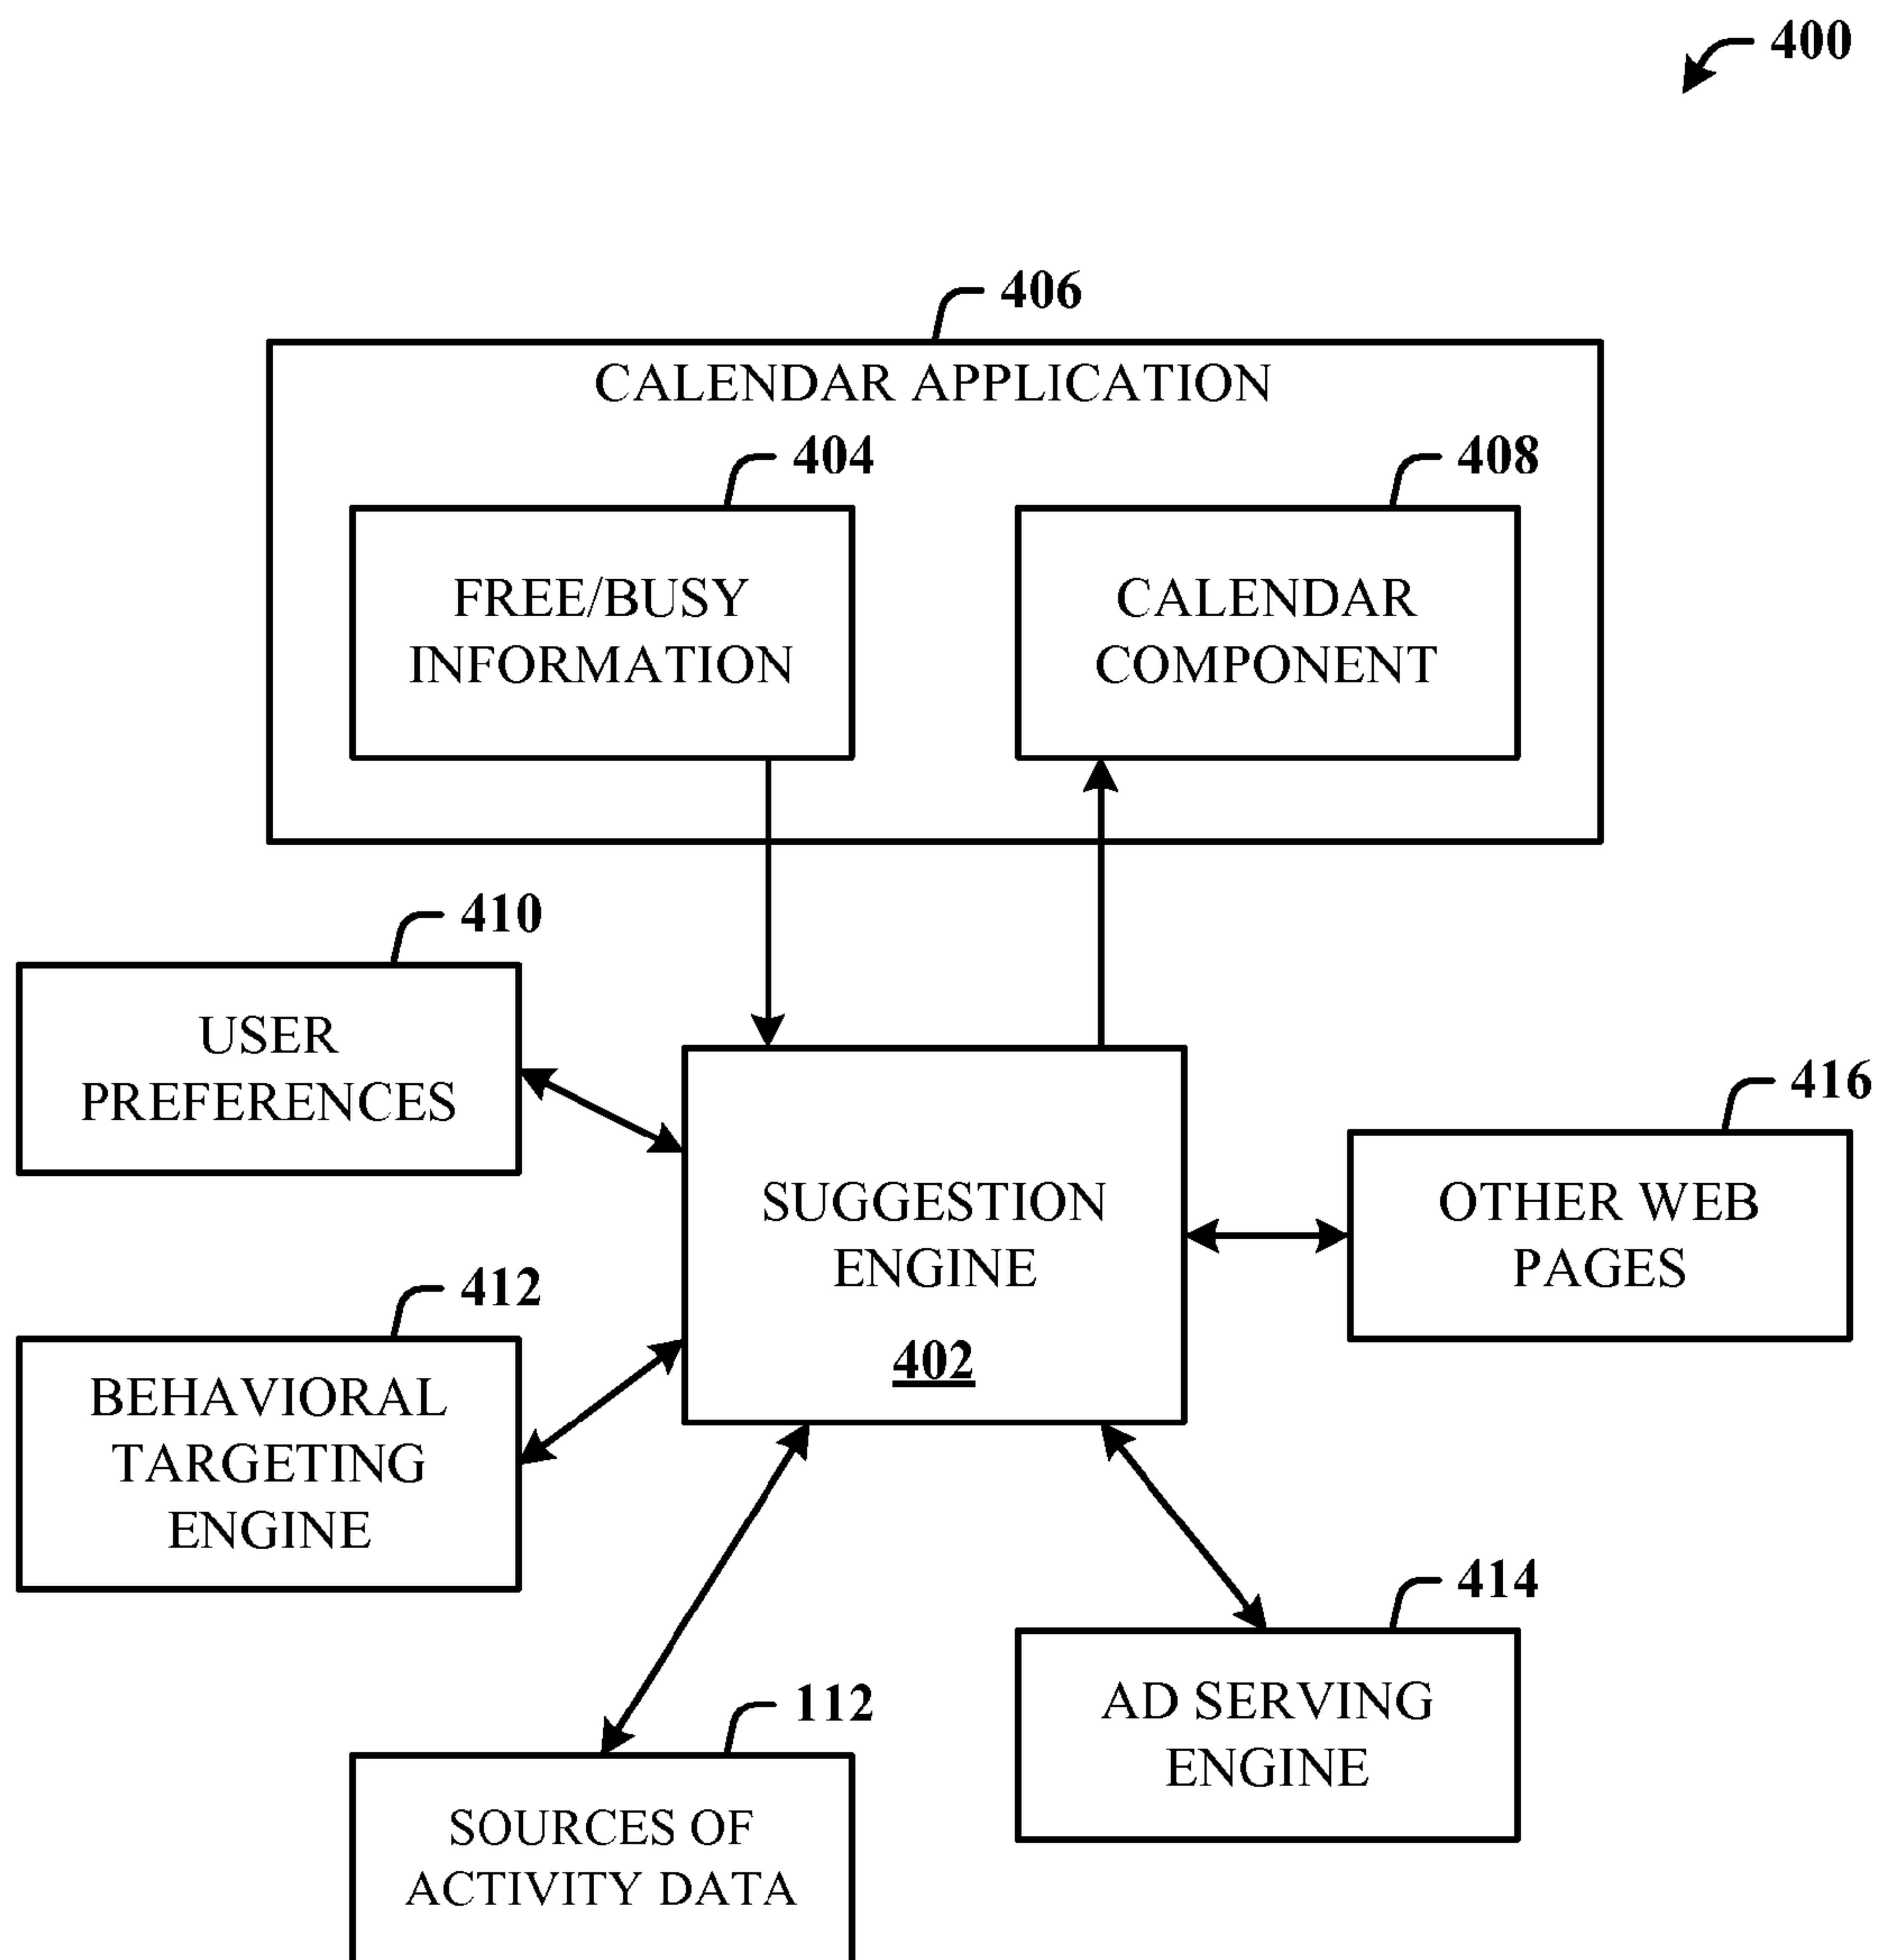 400
406
CALENDAR APPLICATION
404
408
FREE/BUSY
INFORMATION
CALENDAR
COMPONENT
410
USER
PREFERENCES
416
SUGGESTION
ENGINE
402
OTHER WEB
PAGES
412
BEHAVIORAL
TARGETING
ENGINE
414
AD SERVING
ENGINE
112
SOURCES OF
ACTIVITY DATA